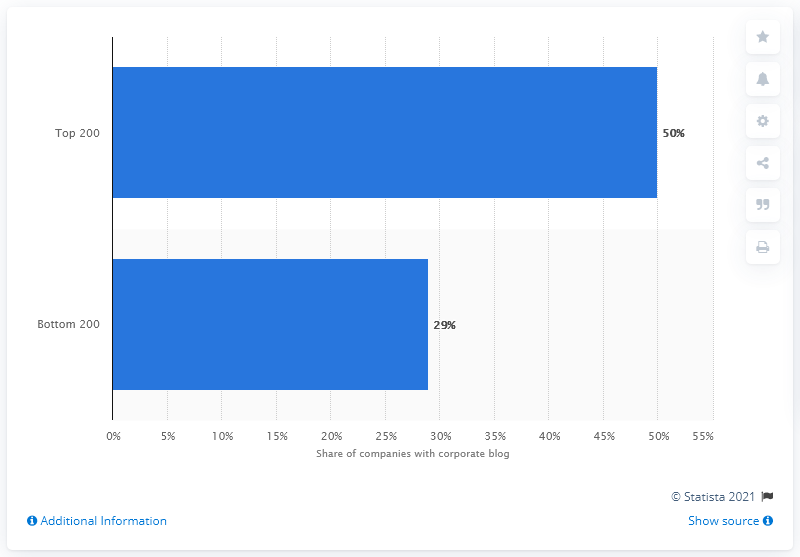 Top 200
50%
Bottom 200
29%
0% 5% 10% 15% 20% 25% 30% 35% 40% 45% 50% 55%
Share of companies with corporate blog
© Statista 2021
Additional Information
Show source